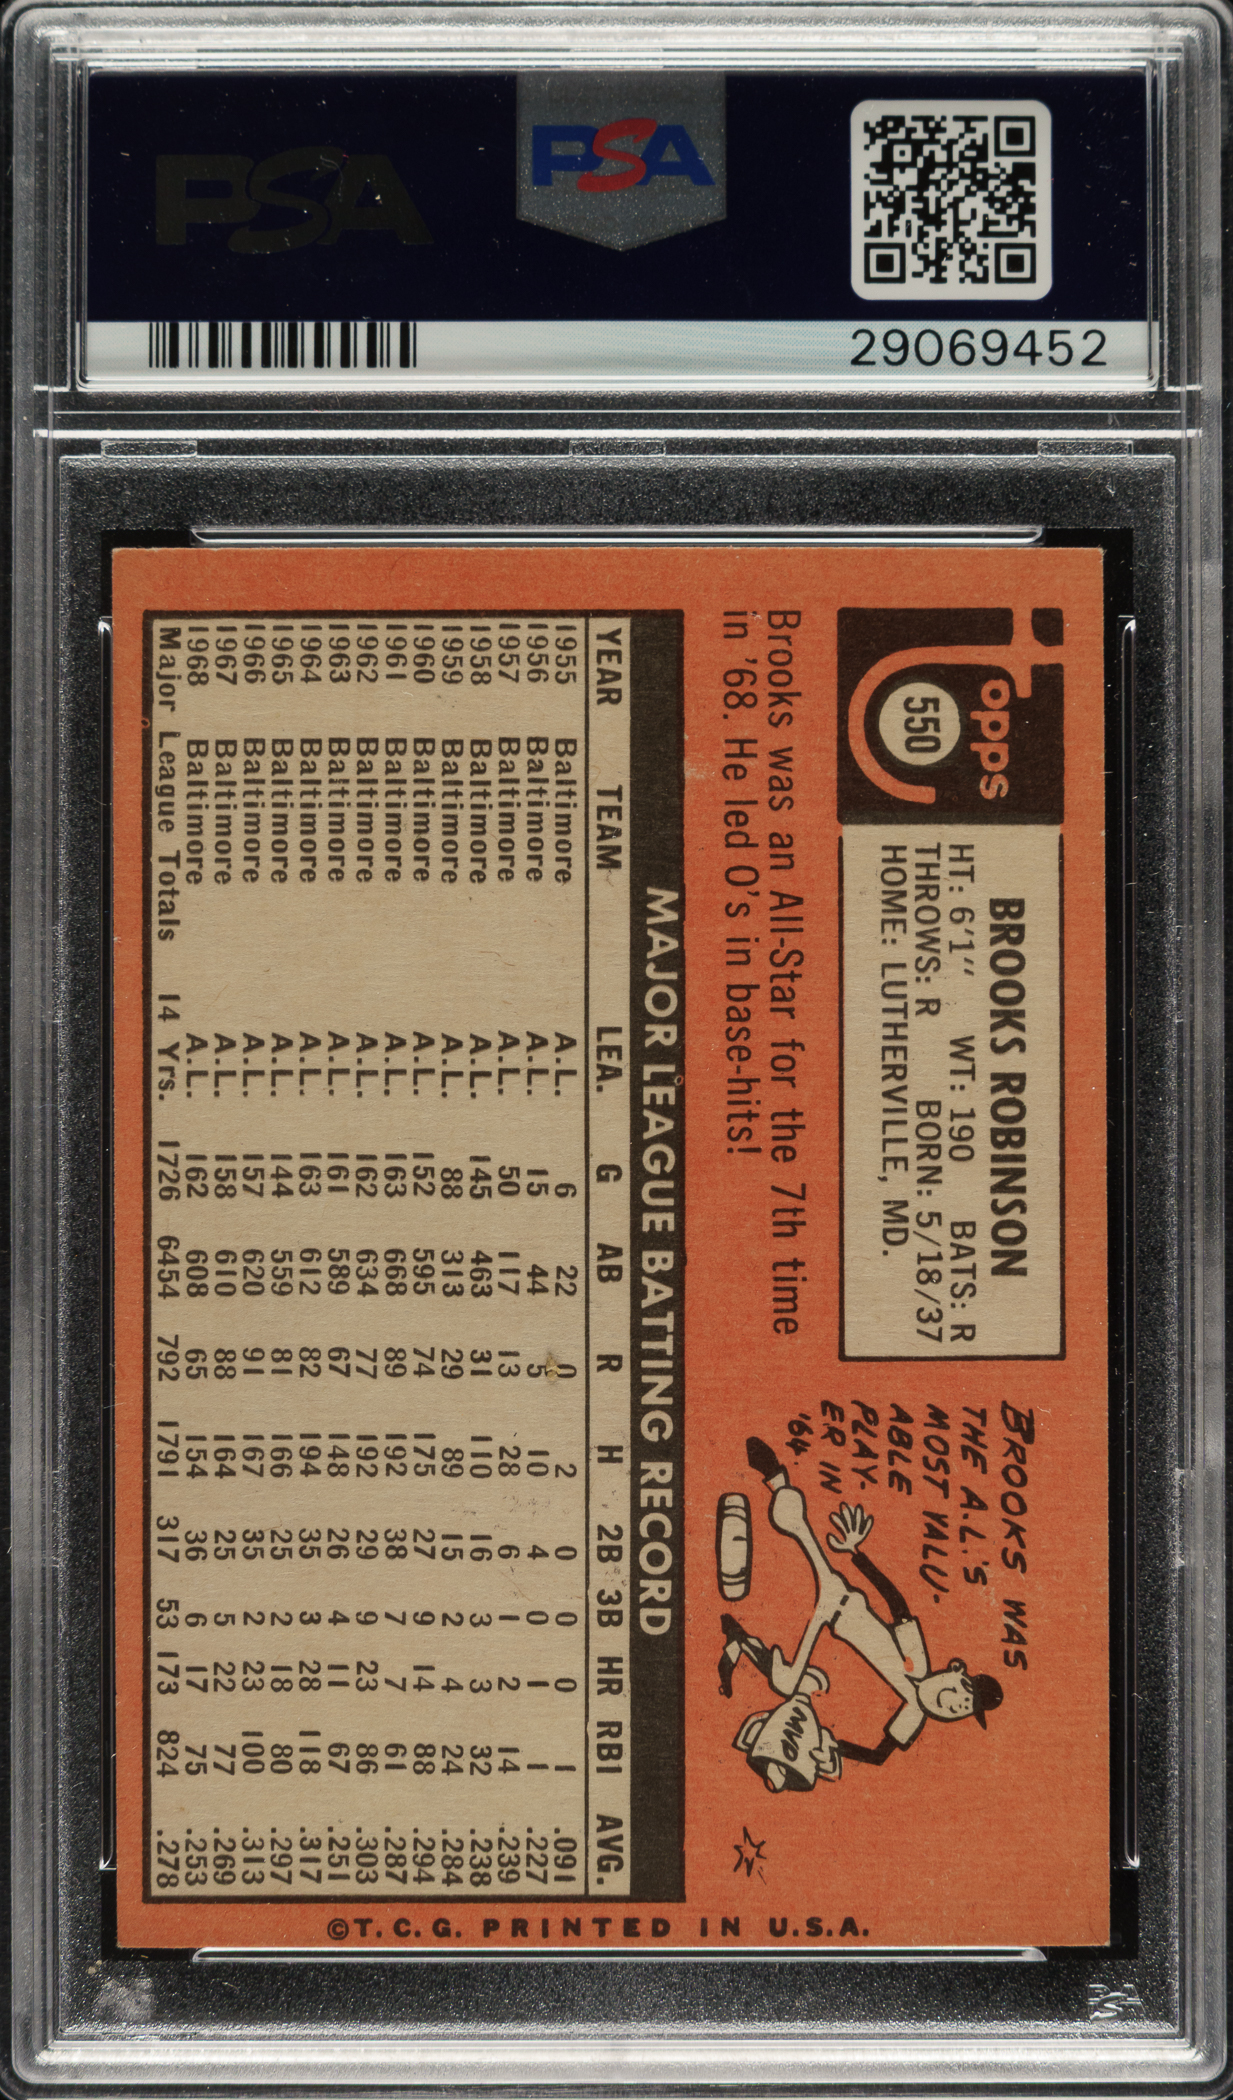 PSA
PSA
29069452
Topps
550
BROOKS ROBINSON
HT: 6'1" WT: 190 BATS: R
THROWS: R BORN: 5/18/37
HOME: LUTHERVILLE, MD.
Brooks was an All-Star for the 7th time
in '68. He led O's in base-hits!
BROOKS WAS
THE A.L.'S
MOST VALU-
ABLE
PLAY-
ER IN
'64.
MVP
MAJOR LEAGUE BATTING RECORD
YEAR TEAM LEA. G AB R H 2B 3B HR RBI AVG.
1955 Baltimore A.L. 6 22 0 2 0 0 0 1 .091
1956 Baltimore A.L. 15 44 5 10 4 0 1 1 .227
1957 Baltimore A.L. 50 117 13 28 6 1 2 14 .239
1958 Baltimore A.L. 145 463 31 110 16 3 3 32 .238
1959 Baltimore A.L. 88 313 29 89 15 2 4 24 .284
1960 Baltimore A.L. 152 595 74 175 27 9 14 88 .294
1961 Baltimore A.L. 163 668 89 192 38 7 7 61 .287
1962 Baltimore A.L. 162 634 77 192 29 9 23 86 .303
1963 Baltimore A.L. 161 589 67 148 26 4 11 67 .251
1964 Baltimore A.L. 163 612 82 194 35 3 28 118 .317
1965 Baltimore A.L. 144 559 81 166 25 2 18 80 .297
1966 Baltimore A.L. 157 620 91 167 35 2 23 100 .313
1967 Baltimore A.L. 158 610 88 164 25 5 22 77 .269
1968 Baltimore A.L. 162 608 65 154 36 6 17 75 .253
Major League Totals 14 Yrs. 1726 6454 792 1791 317 53 173 824 .278
©T.C.G. PRINTED IN U.S.A.
PSA